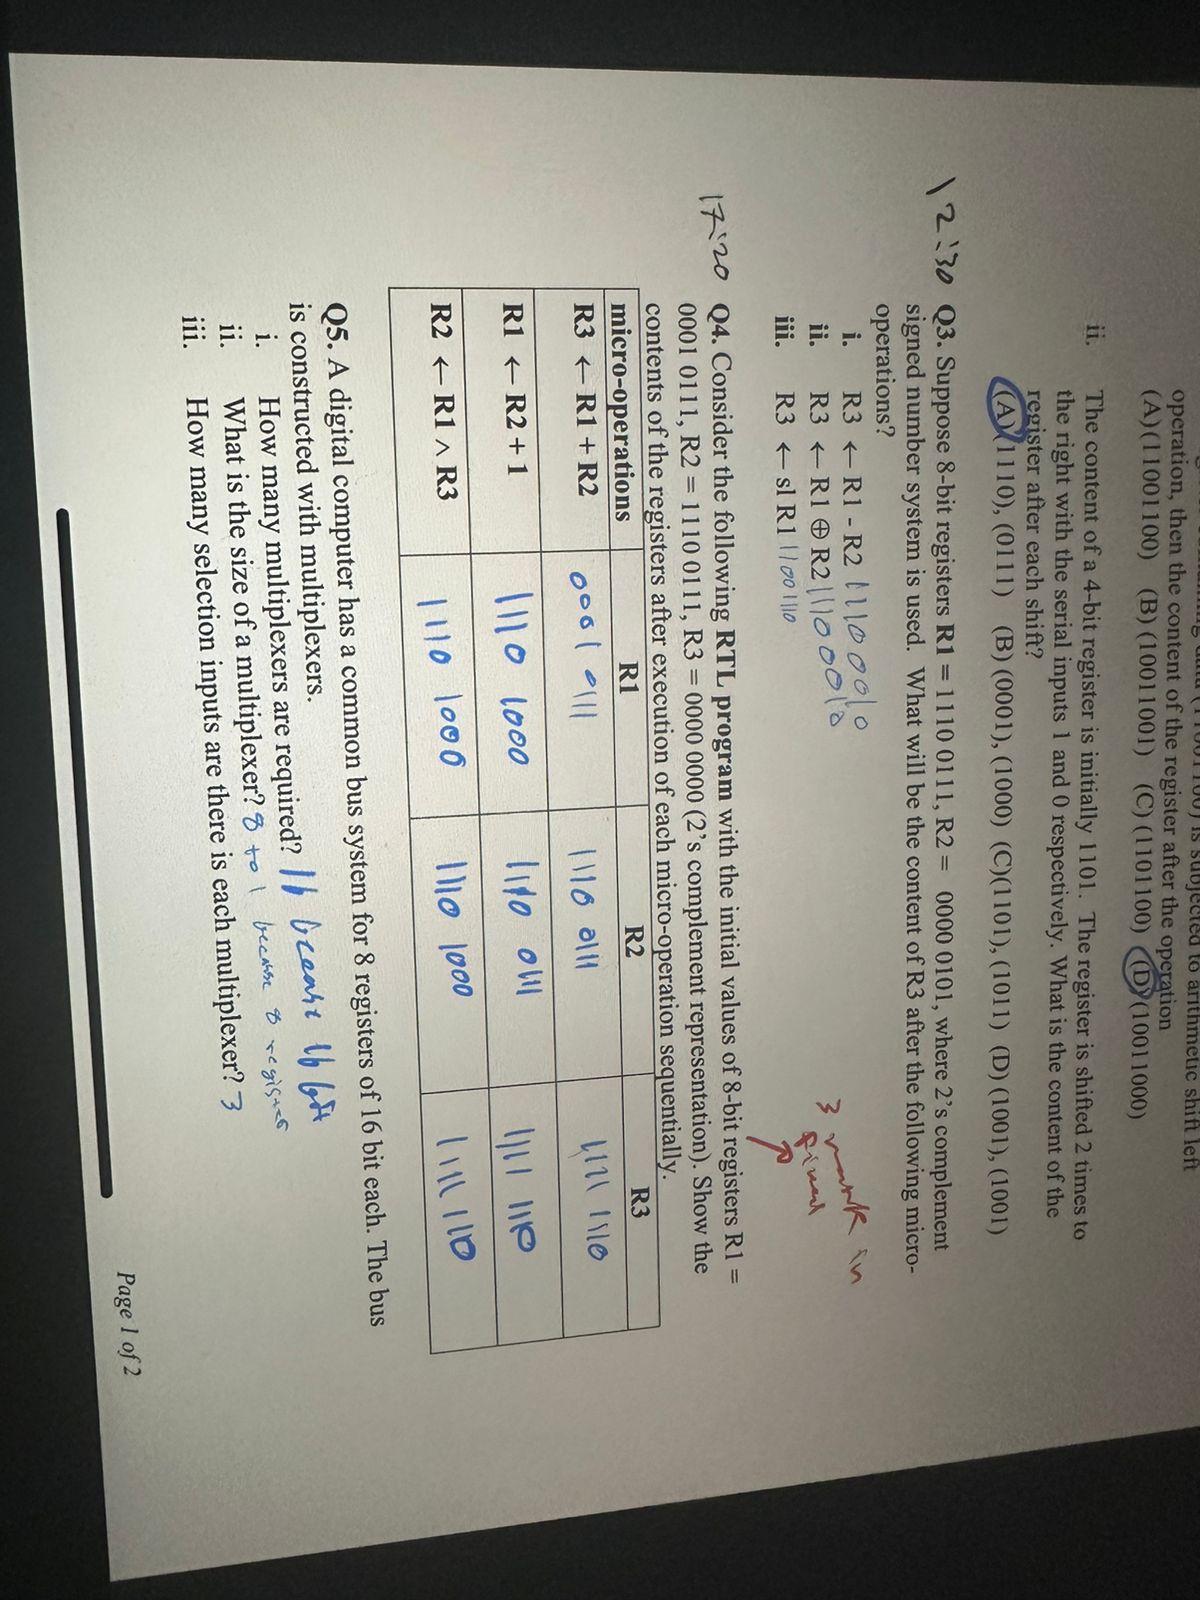 is subjected to arithmetic shift left
operation, then the content of the register after the operation
(A)(11001100) (B) (10011001) (C) (1101100) (D) (10011000)
ii. The content of a 4-bit register is initially 1101. The register is shifted 2 times to
the right with the serial inputs 1 and 0 respectively. What is the content of the
register after each shift?
(A) (1110), (0111) (B) (0001), (1000) (C)(1101), (1011) (D) (1001), (1001)
12:30 Q3. Suppose 8-bit registers R1 = 1110 0111, R2 = 0000 0101, where 2's complement
signed number system is used. What will be the content of R3 after the following micro-
operations?
i. R3 ← R1 - R2 11100010
ii. R3 ← R1 ⊕ R2 11100010
iii. R3 ← sl R1 11001110
3 mark in
final
17:20 Q4. Consider the following RTL program with the initial values of 8-bit registers R1 =
0001 0111, R2 = 1110 0111, R3 = 0000 0000 (2's complement representation). Show the
contents of the registers after execution of each micro-operation sequentially.
micro-operations R1 R2 R3
R3 ← R1 + R2 0001 0111 1110 0111 1111 1110
R1 ← R2 + 1 1110 1000 1110 0111 1111 1110
R2 ← R1 ∧ R3 1110 1000 1110 1000 1111 110
Q5. A digital computer has a common bus system for 8 registers of 16 bit each. The bus
is constructed with multiplexers.
i. How many multiplexers are required? 16 because 16 bit
ii. What is the size of a multiplexer? 8 to 1 because 8 register
iii. How many selection inputs are there is each multiplexer? 3
Page 1 of 2